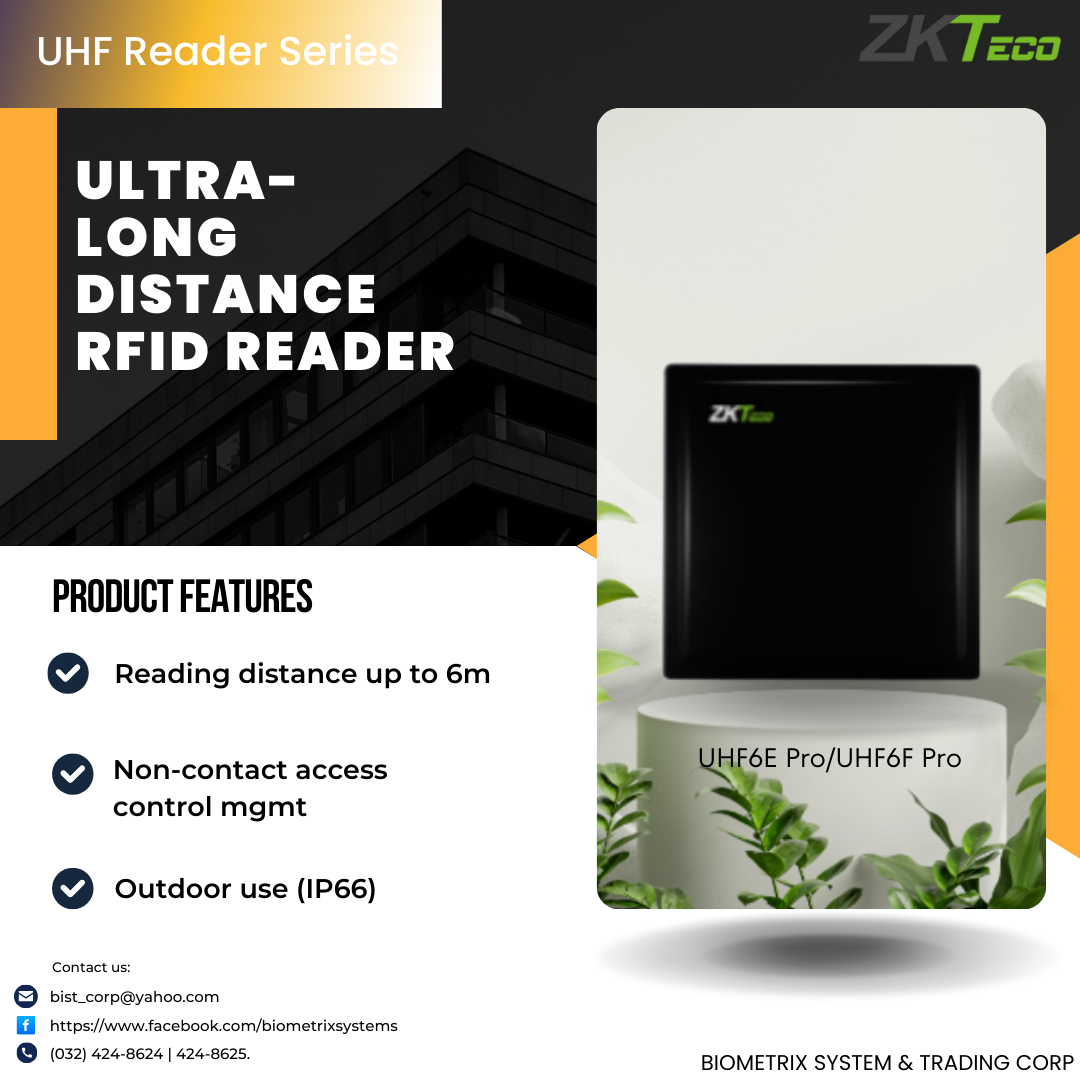 UHF Reader Series
ZKTECO
ULTRA-
LONG
DISTANCE
RFID READER
ZKTECO
UHF6E Pro/UHF6F Pro
PRODUCT FEATURES
Reading distance up to 6m
Non-contact access
control mgmt
Outdoor use (IP66)
Contact us:
bist_corp@yahoo.com
https://www.facebook.com/biometrixsystems
(032) 424-8624 | 424-8625.
BIOMETRIX SYSTEM & TRADING CORP